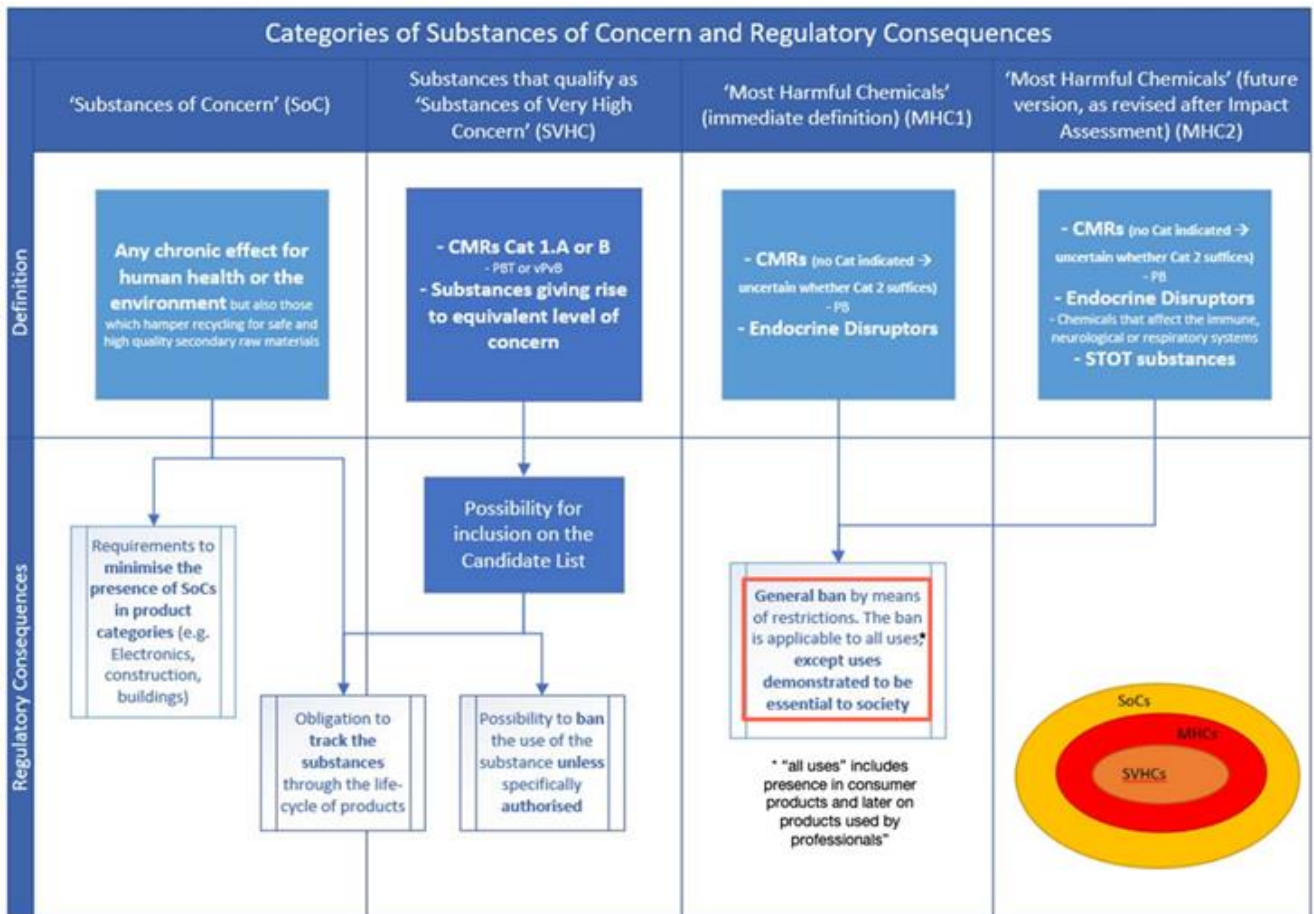 Categories of Substances of Concern and Regulatory Consequences
'Substances of Concern' (SoC)
Substances that qualify as
'Substances of Very High
Concern' (SVHC)
'Most Harmful Chemicals'
(immediate definition) (MHC1)
'Most Harmful Chemicals' (future
version, as revised after Impact
Assessment) (MHC2)
Definition
Any chronic effect for
human health or the
environment but also those
which hamper recycling for safe and
high quality secondary raw materials
- CMRs Cat 1.A or B
- PBT or vPvB
- Substances giving rise
to equivalent level of
concern
- CMRs (no Cat indicated →
uncertain whether Cat 2 suffices)
- PB
- Endocrine Disruptors
- CMRs (no Cat indicated →
uncertain whether Cat 2 suffices)
- PB
- Endocrine Disruptors
- Chemicals that affect the immune,
neurological or respiratory systems
- STOT substances
Regulatory Consequences
Requirements to
minimise the
presence of SoCs
in product
categories (e.g.
Electronics,
construction,
buildings)
Obligation to
track the
substances
through the life-
cycle of products
Possibility for
inclusion on the
Candidate List
Possibility to ban
the use of the
substance unless
specifically
authorised
General ban by means
of restrictions. The ban
is applicable to all uses,*
except uses
demonstrated to be
essential to society
* "all uses" includes
presence in consumer
products and later on
products used by
professionals"
SoCs
MHCs
SVHCs